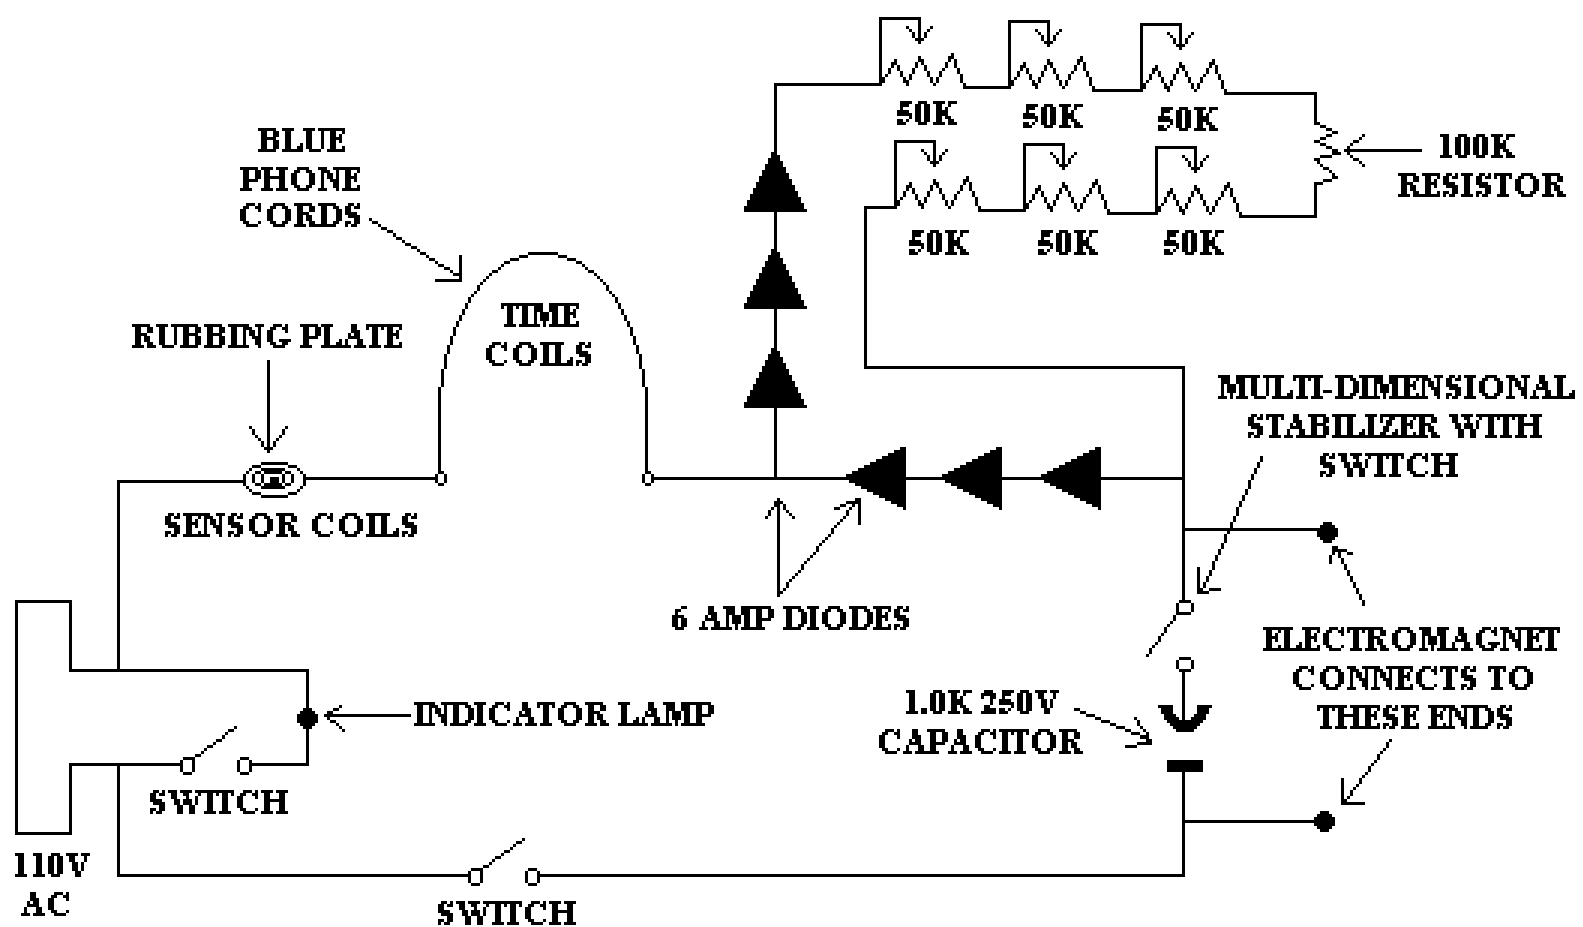 50K
50K
50K
BLUE
PHONE
CORDS
100K
RESISTOR
50K
50K
50K
TIME
COILS
RUBBING PLATE
MULTI-DIMENSIONAL
STABILIZER WITH
SWITCH
SENSOR COILS
6 AMP DIODES
ELECTROMAGNET
CONNECTS TO
THESE ENDS
INDICATOR LAMP
1.0K 250V
CAPACITOR
SWITCH
110V
AC
SWITCH